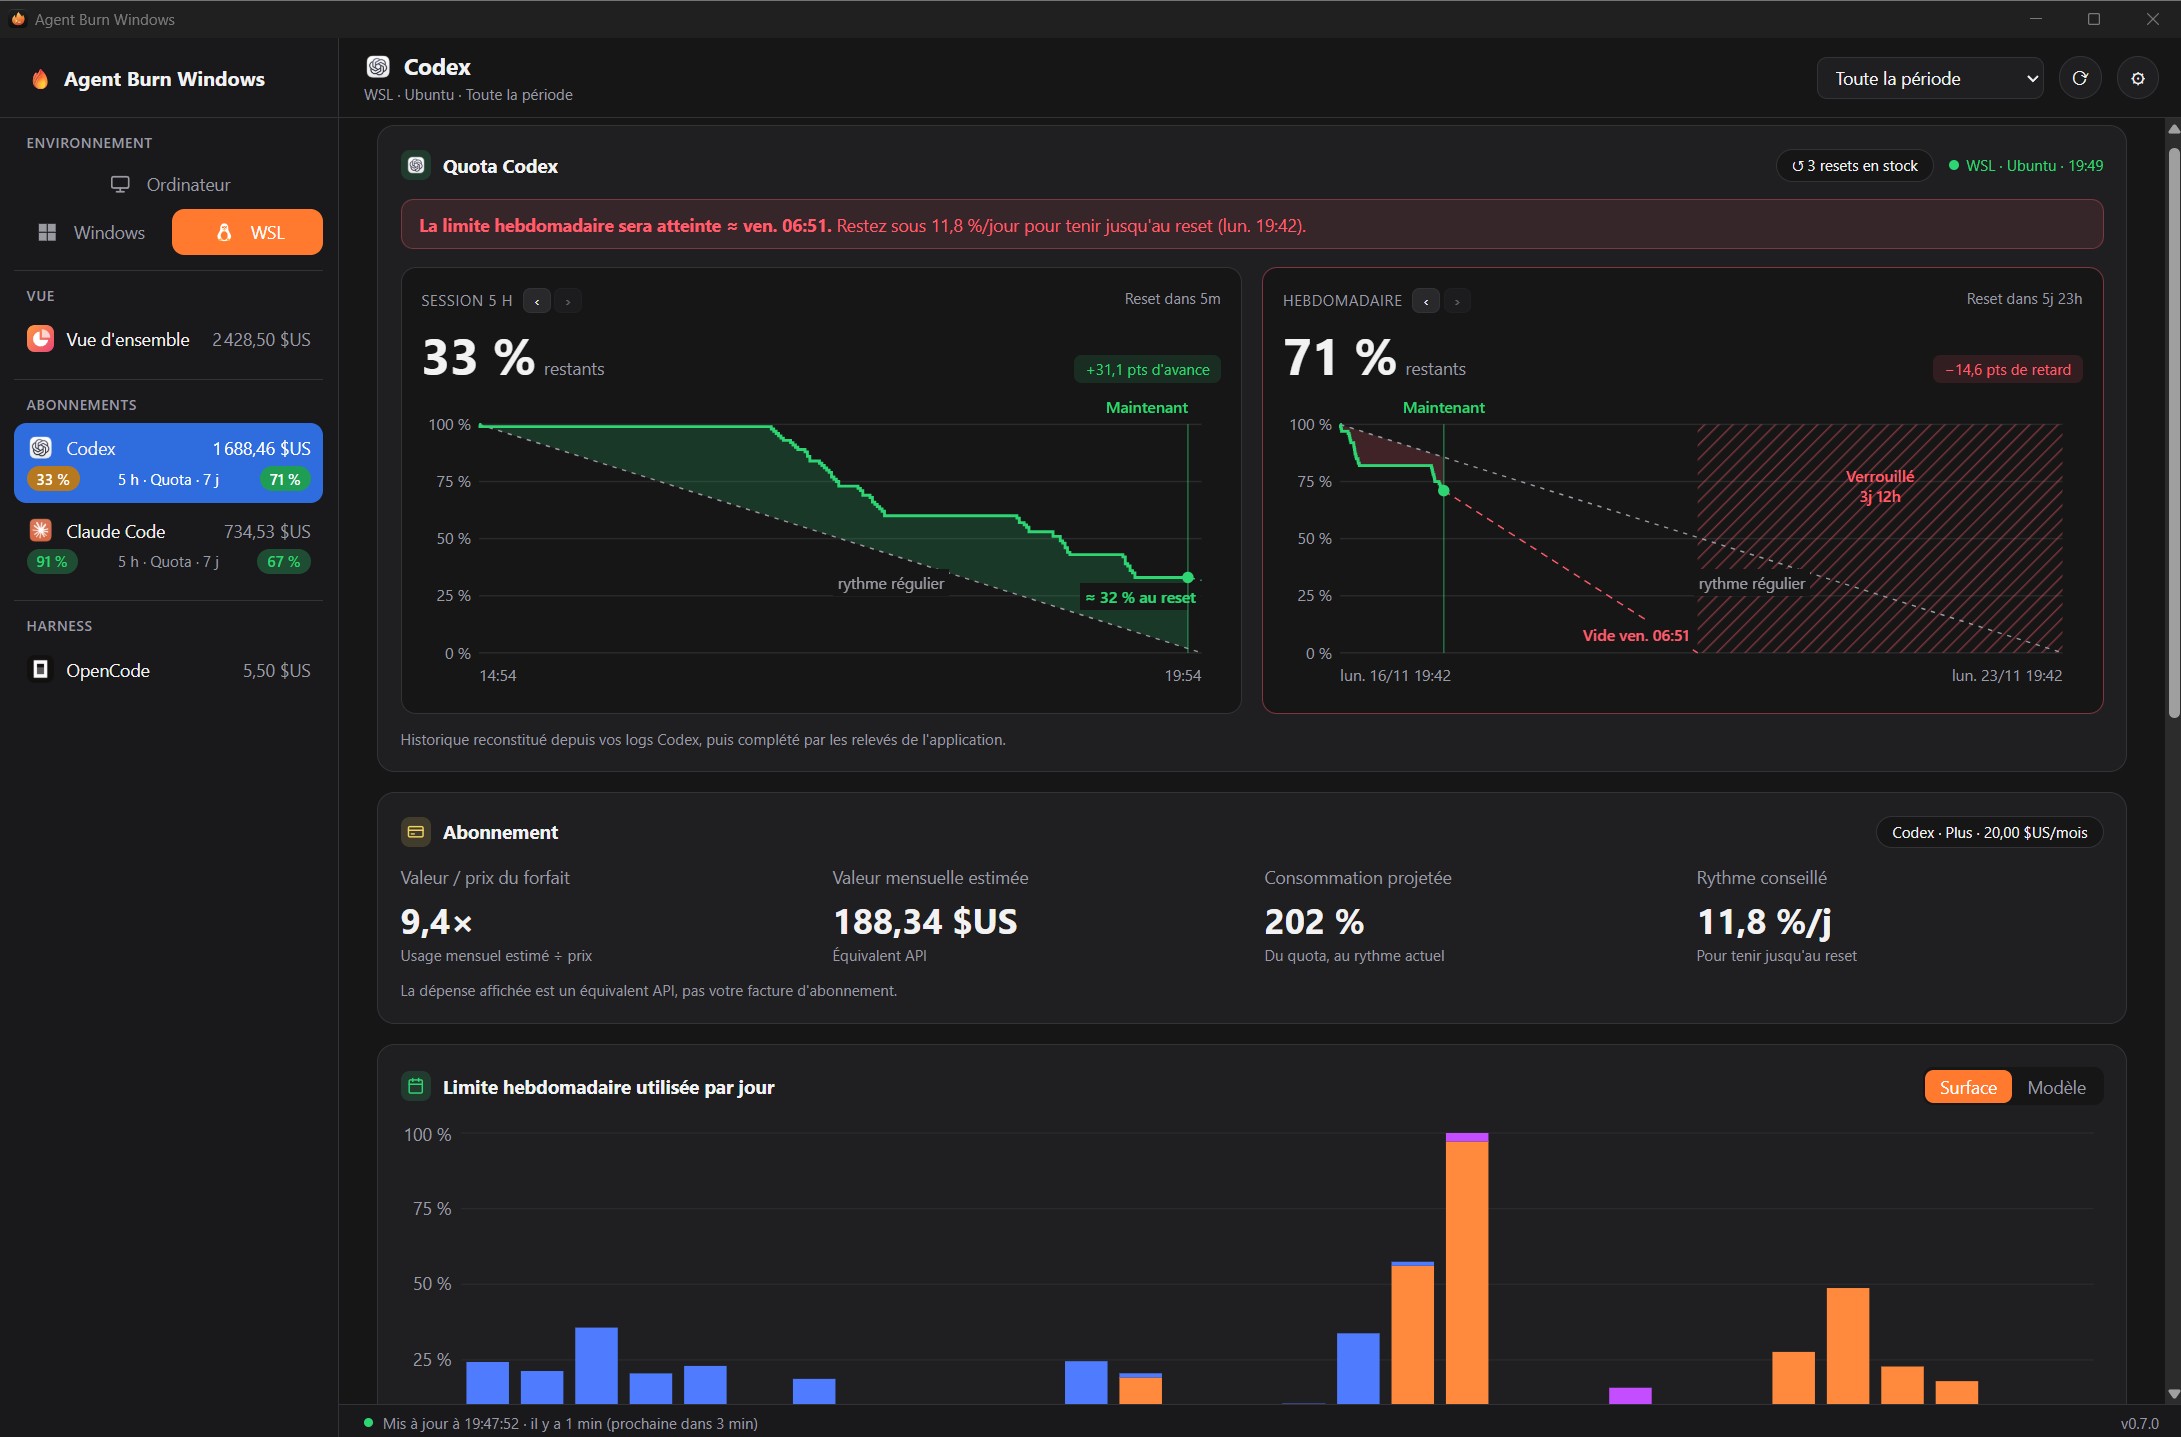 Agent Burn Windows
Agent Burn Windows
ENVIRONNEMENT
Ordinateur
Windows
WSL
VUE
Vue d'ensemble 2 428,50 $US
ABONNEMENTS
Codex 1 688,46 $US
33 % 5 h · Quota · 7 j 71 %
Claude Code 734,53 $US
91 % 5 h · Quota · 7 j 67 %
HARNESS
OpenCode 5,50 $US
Codex
WSL · Ubuntu · Toute la période
Toute la période
Quota Codex
↺ 3 resets en stock
WSL · Ubuntu · 19:49
La limite hebdomadaire sera atteinte ≈ ven. 06:51. Restez sous 11,8 %/jour pour tenir jusqu'au reset (lun. 19:42).
SESSION 5 H ‹ ›
Reset dans 5m
33 % restants
+31,1 pts d'avance
Maintenant
100 %
75 %
50 %
25 %
0 %
rythme régulier
≈ 32 % au reset
14:54
19:54
HEBDOMADAIRE ‹ ›
Reset dans 5j 23h
71 % restants
−14,6 pts de retard
Maintenant
100 %
75 %
50 %
25 %
0 %
Verrouillé
3j 12h
rythme régulier
Vide ven. 06:51
lun. 16/11 19:42
lun. 23/11 19:42
Historique reconstitué depuis vos logs Codex, puis complété par les relevés de l'application.
Abonnement
Codex · Plus · 20,00 $US/mois
Valeur / prix du forfait
9,4×
Usage mensuel estimé ÷ prix
Valeur mensuelle estimée
188,34 $US
Équivalent API
Consommation projetée
202 %
Du quota, au rythme actuel
Rythme conseillé
11,8 %/j
Pour tenir jusqu'au reset
La dépense affichée est un équivalent API, pas votre facture d'abonnement.
Limite hebdomadaire utilisée par jour
Surface
Modèle
100 %
75 %
50 %
25 %
Mis à jour à 19:47:52 · il y a 1 min (prochaine dans 3 min)
v0.7.0